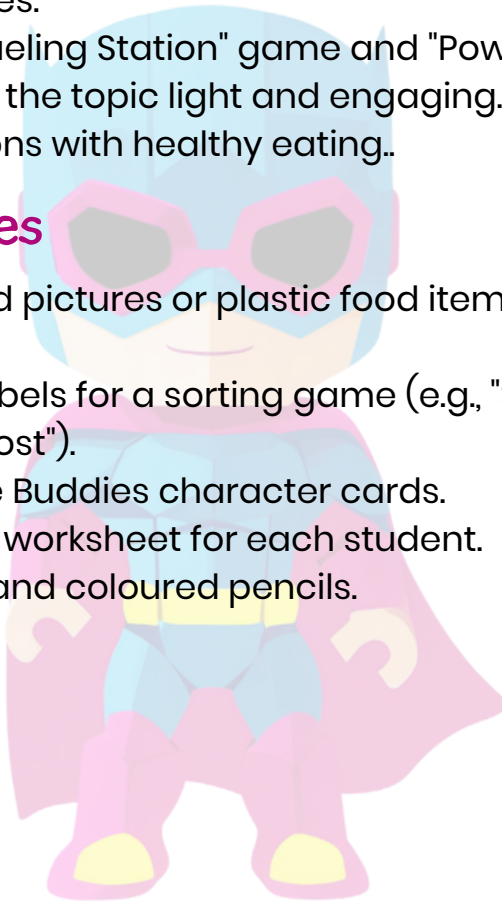 es.
ueling Station" game and "Pow
the topic light and engaging.
ons with healthy eating..
es
d pictures or plastic food item
bels for a sorting game (e.g., "
ost").
e Buddies character cards.
worksheet for each student.
and coloured pencils.